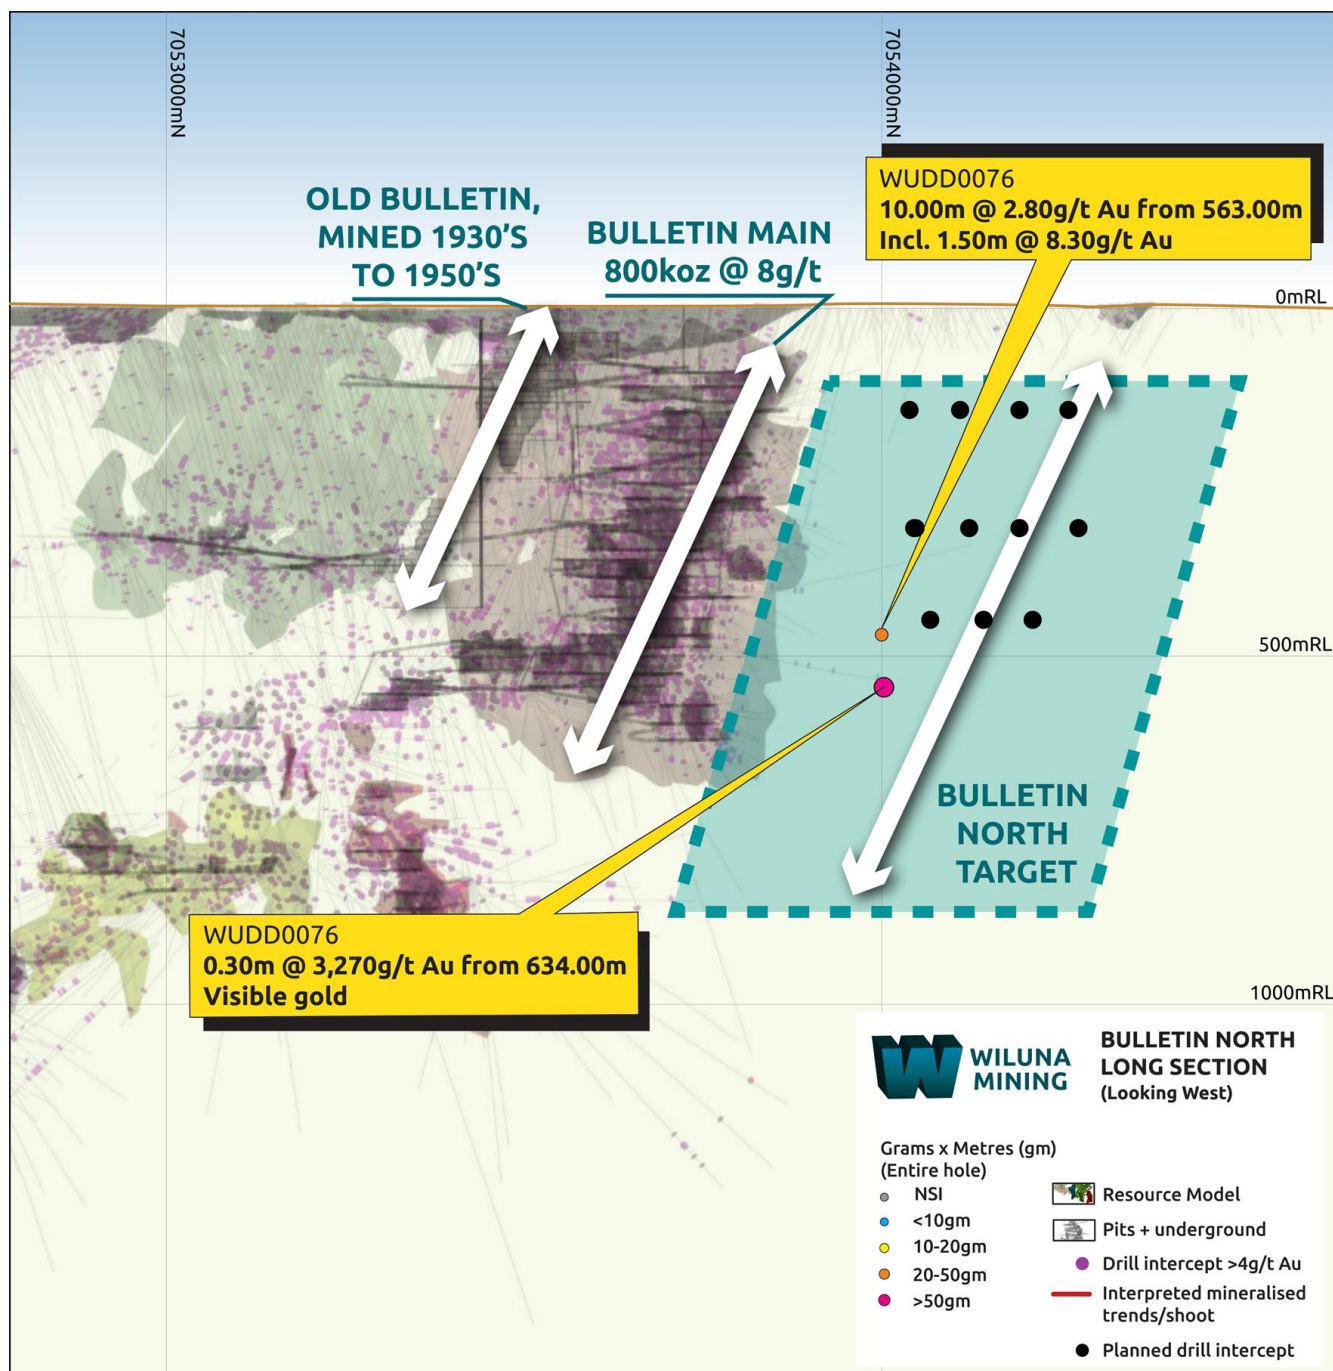 7053000mN
7054000mN
OLD BULLETIN,
MINED 1930'S
TO 1950'S
BULLETIN MAIN
800koz @ 8g/t
WUDD0076
10.00m @ 2.80g/t Au from 563.00m
Incl. 1.50m @ 8.30g/t Au
0mRL
500mRL
BULLETIN
NORTH
TARGET
WUDD0076
0.30m @ 3,270g/t Au from 634.00m
Visible gold
1000mRL
W WILUNA
MINING
BULLETIN NORTH
LONG SECTION
(Looking West)
Grams x Metres (gm)
(Entire hole)
NSI
<10gm
10-20gm
20-50gm
>50gm
Resource Model
Pits + underground
Drill intercept >4g/t Au
Interpreted mineralised
trends/shoot
Planned drill intercept